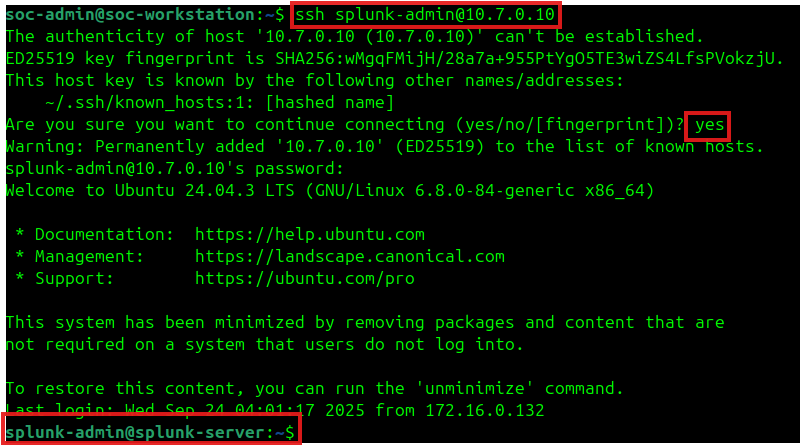 soc-admin@soc-workstation:~$ ssh splunk-admin@10.7.0.10
The authenticity of host '10.7.0.10 (10.7.0.10)' can't be established.
ED25519 key fingerprint is SHA256:wMgqFMijH/28a7a+955PtYgO5TE3wiZS4LfsPVokzjU.
This host key is known by the following other names/addresses:
    ~/.ssh/known_hosts:1: [hashed name]
Are you sure you want to continue connecting (yes/no/[fingerprint])? yes
Warning: Permanently added '10.7.0.10' (ED25519) to the list of known hosts.
splunk-admin@10.7.0.10's password:
Welcome to Ubuntu 24.04.3 LTS (GNU/Linux 6.8.0-84-generic x86_64)
 * Documentation:  https://help.ubuntu.com
 * Management:     https://landscape.canonical.com
 * Support:        https://ubuntu.com/pro
This system has been minimized by removing packages and content that are
not required on a system that users do not log into.
To restore this content, you can run the 'unminimize' command.
Last login: Wed Sep 24 04:01:17 2025 from 172.16.0.132
splunk-admin@splunk-server:~$